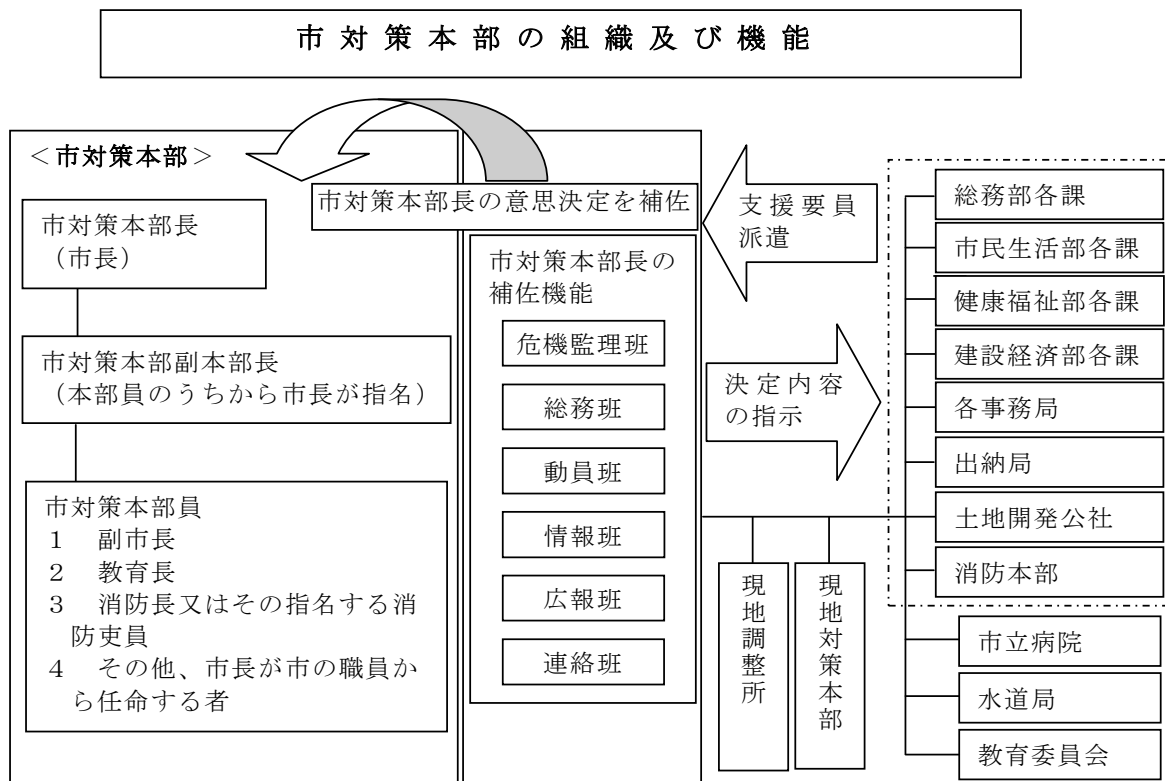 市対策本部の組織及び機能
＜市対策本部＞
市対策本部長
（市長）
市対策本部副本部長
（本部員のうちから市長が指名）
市対策本部員
１　副市長
２　教育長
３　消防長又はその指名する消
防吏員
４　その他、市長が市の職員か
ら任命する者
市対策本部長の意思決定を補佐
市対策本部長の
補佐機能
危機監理班
総務班
動員班
情報班
広報班
連絡班
支援要員
派遣
決定内容
の指示
現地調整所
現地対策本部
総務部各課
市民生活部各課
健康福祉部各課
建設経済部各課
各事務局
出納局
土地開発公社
消防本部
市立病院
水道局
教育委員会